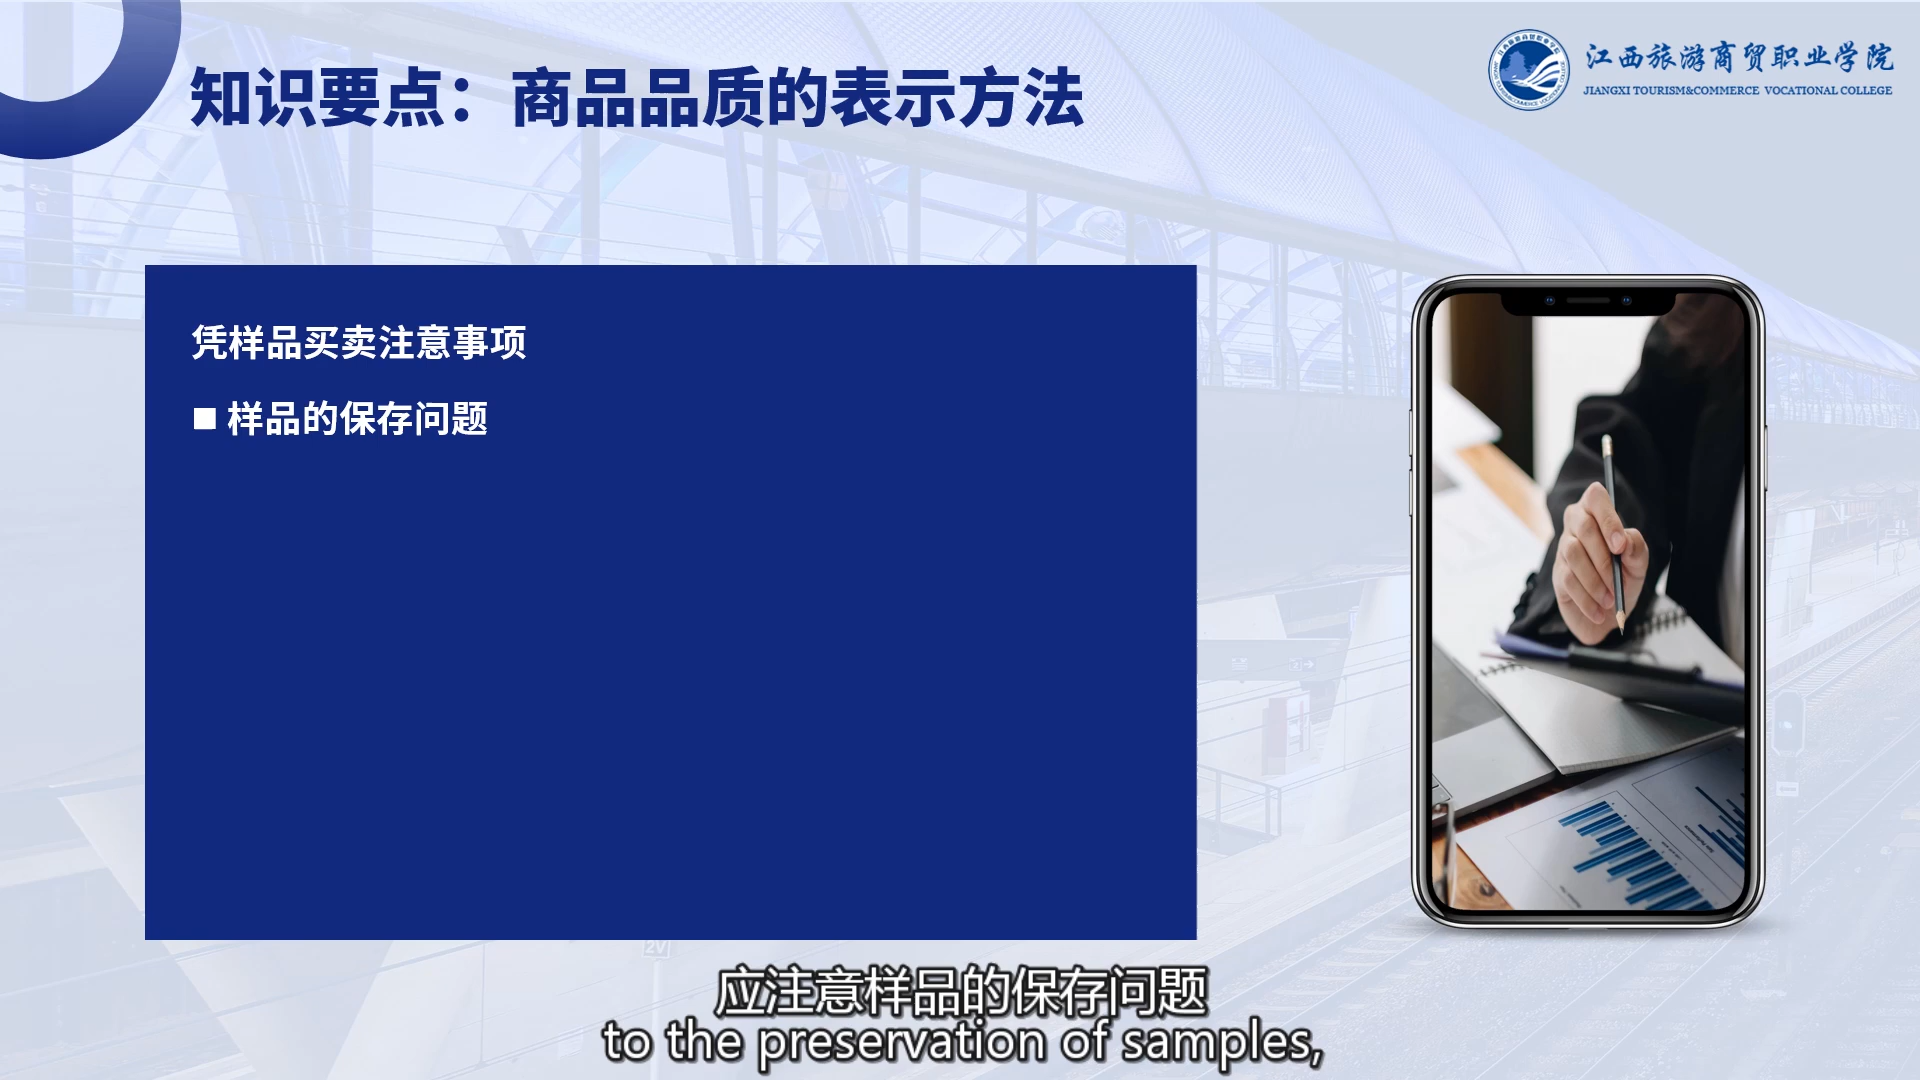 知识要点：商品品质的表示方法
江西旅游商贸职业学院
JIANGXI TOURISM&COMMERCE VOCATIONAL COLLEGE
凭样品买卖注意事项
■ 样品的保存问题
2V
应注意样品的保存问题
to the preservation of samples,